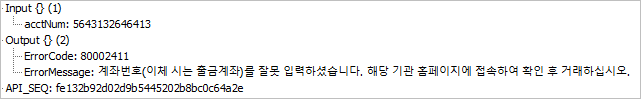 Input {} (1)
acctNum: 5643132646413
Output {} (2)
ErrorCode: 80002411
ErrorMessage: 계좌번호(이체 시는 출금계좌)를 잘못 입력하셨습니다. 해당 기관 홈페이지에 접속하여 확인 후 거래하십시오.
API_SEQ: fe132b92d02d9b5445202b8bc0c64a2e